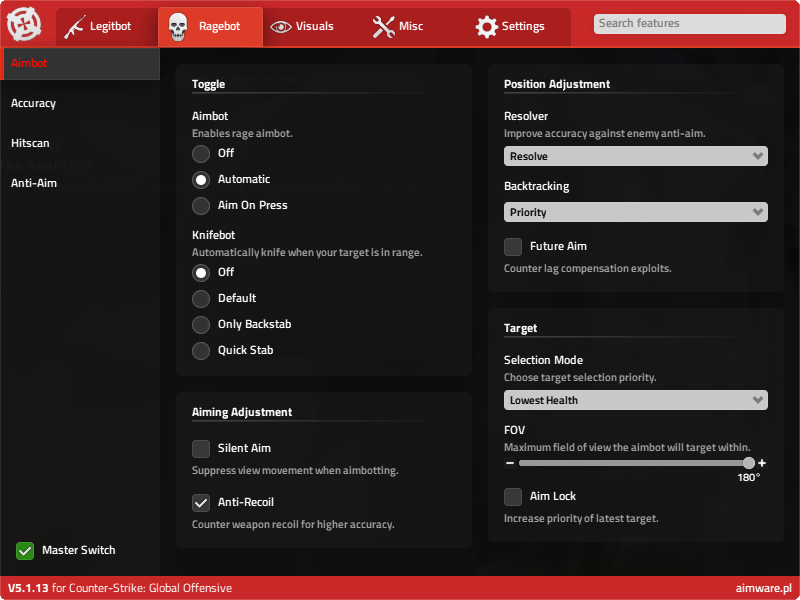 Legitbot
Ragebot
Visuals
Misc
Settings
Search features
Aimbot
Accuracy
Hitscan
Anti-Aim
Master Switch
Toggle
Aimbot
Enables rage aimbot.
Off
Automatic
Aim On Press
Knifebot
Automatically knife when your target is in range.
Off
Default
Only Backstab
Quick Stab
Aiming Adjustment
Silent Aim
Suppress view movement when aimbotting.
Anti-Recoil
Counter weapon recoil for higher accuracy.
Position Adjustment
Resolver
Improve accuracy against enemy anti-aim.
Resolve
Backtracking
Priority
Future Aim
Counter lag compensation exploits.
Target
Selection Mode
Choose target selection priority.
Lowest Health
FOV
Maximum field of view the aimbot will target within.
180°
Aim Lock
Increase priority of latest target.
V5.1.13 for Counter-Strike: Global Offensive
aimware.pl